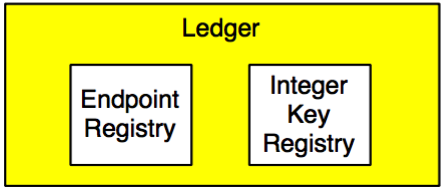 Ledger
Endpoint
Registry
Integer
Key
Registry